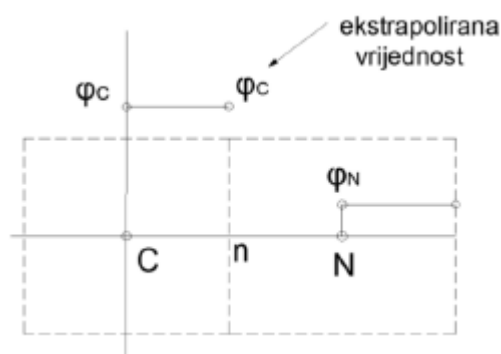 ekstrapolirana
vrijednost
φC
φC
φN
C
n
N